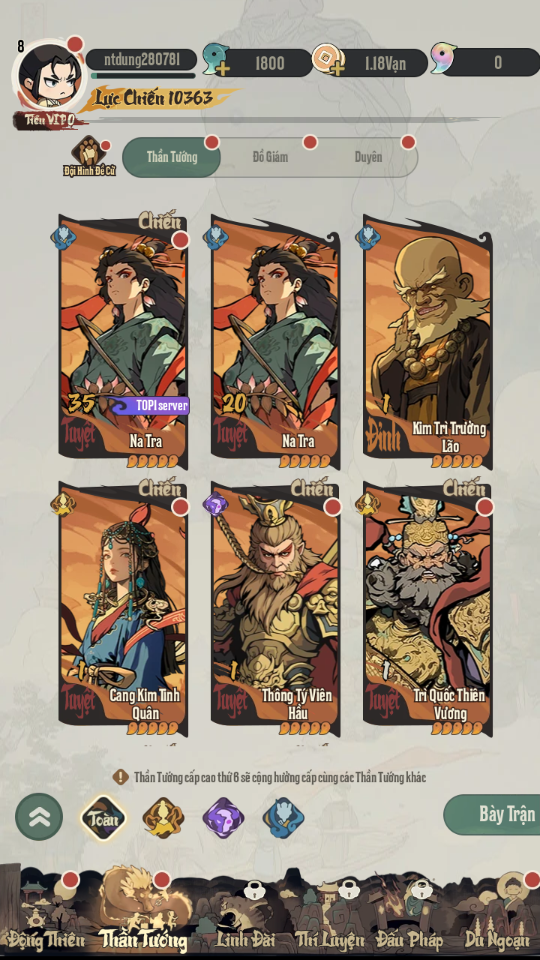 8
ntdung280781
1800
1.18Vạn
0
Tiên VIP 0
Lực Chiến 10363
Đội Hình Đề Cử
Thần Tướng
Đồ Giám
Duyên
Chiến
35
TOP1 server
Tuyệt
Na Tra
20
Tuyệt
Na Tra
1
Đỉnh
Kim Trì Trưởng
Lão
Chiến
1
Tuyệt
Cang Kim Tinh
Quân
Chiến
1
Tuyệt
Thông Tý Viên
Hầu
Chiến
1
Tuyệt
Trì Quốc Thiên
Vương
Thần Tướng cấp cao thứ 6 sẽ cộng hưởng cấp cùng các Thần Tướng khác
Toàn
Bày Trận
Động Thiên
Thần Tướng
Linh Đài
Thí Luyện
Đấu Pháp
Du Ngoạn